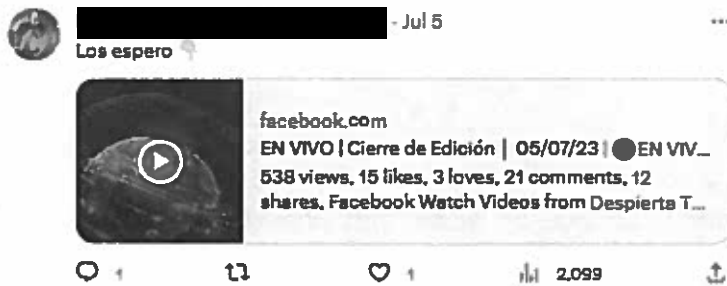 · Jul 5
Los espero 👇
facebook.com
EN VIVO | Cierre de Edición | 05/07/23 | ⚫EN VIV...
538 views, 15 likes, 3 loves, 21 comments, 12
shares, Facebook Watch Videos from Despierta T...
1 1 2,099